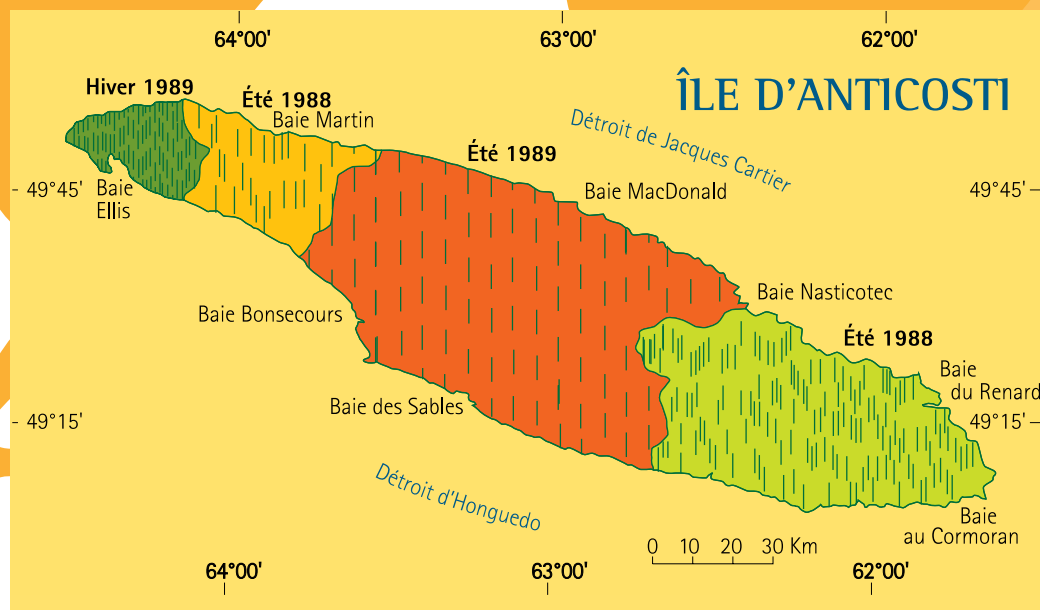 64°00'
63°00'
62°00'
ÎLE D'ANTICOSTI
Hiver 1989
Été 1988
Baie Martin
Détroit de Jacques Cartier
Été 1989
Baie MacDonald
- 49°45'
49°45' –
Baie
Ellis
Baie Nasticotec
Baie Bonsecours
Été 1988
Baie
du Renard
Baie des Sables
- 49°15'
49°15' –
Détroit d'Honguedo
Baie
au Cormoran
0 10 20 30 Km
64°00'
63°00'
62°00'